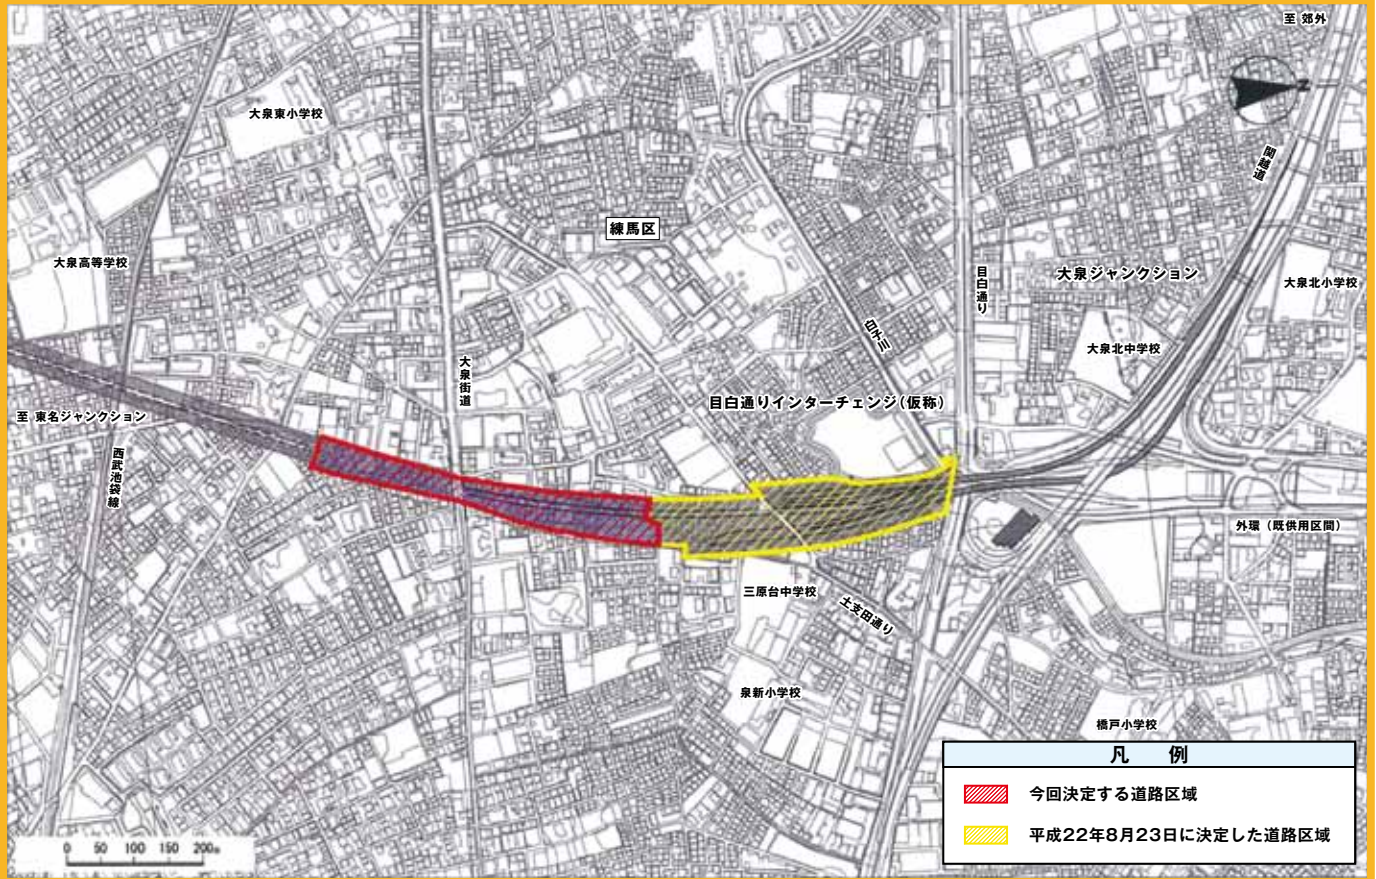 至 郊外
N
大泉東小学校
関越道
練馬区
大泉高等学校
目白通り
大泉ジャンクション
大泉北小学校
白子川
大泉北中学校
大泉街道
目白通りインターチェンジ(仮称)
至 東名ジャンクション
西武池袋線
外環(既供用区間)
三原台中学校
土支田通り
泉新小学校
橋戸小学校
凡 例
今回決定する道路区域
平成22年8月23日に決定した道路区域
0 50 100 150 200m